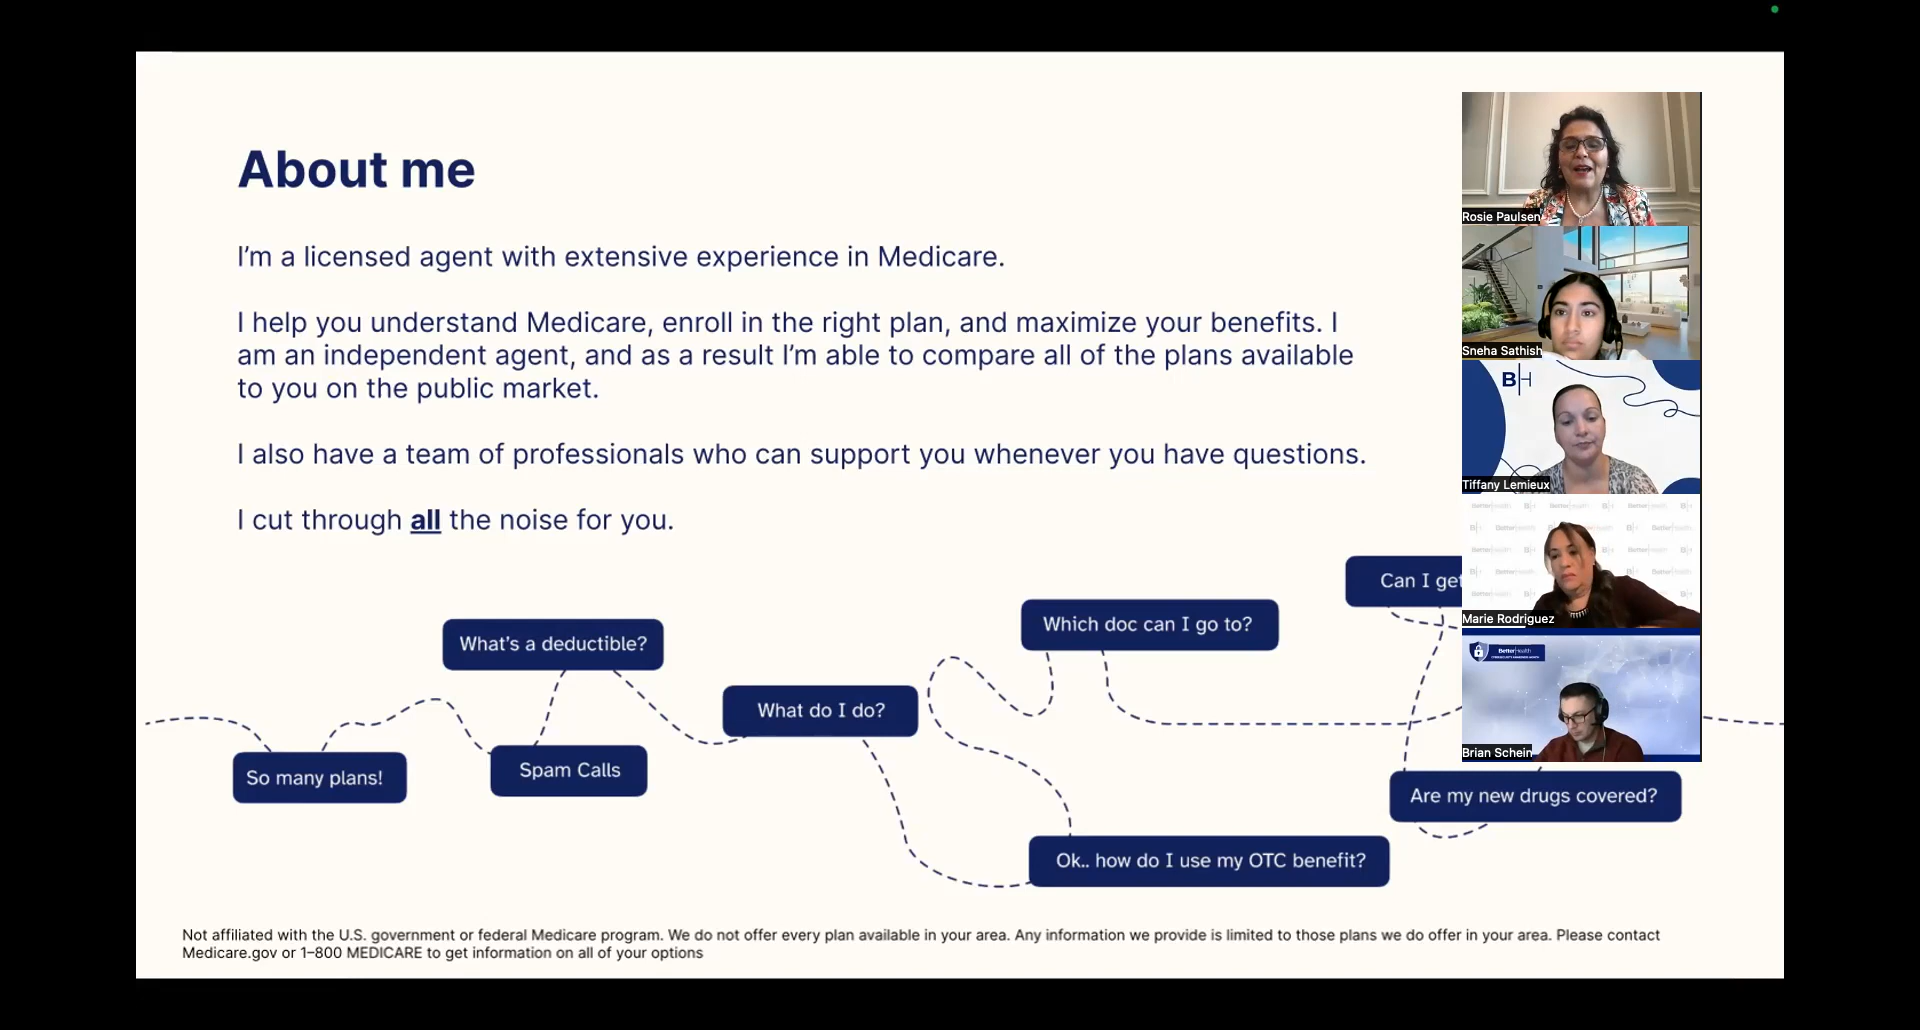 About me
I'm a licensed agent with extensive experience in Medicare.
I help you understand Medicare, enroll in the right plan, and maximize your benefits. I
am an independent agent, and as a result I'm able to compare all of the plans available
to you on the public market.
I also have a team of professionals who can support you whenever you have questions.
I cut through all the noise for you.
Can I get
Which doc can I go to?
What's a deductible?
What do I do?
So many plans!
Spam Calls
Are my new drugs covered?
Ok.. how do I use my OTC benefit?
Not affiliated with the U.S. government or federal Medicare program. We do not offer every plan available in your area. Any information we provide is limited to those plans we do offer in your area. Please contact
Medicare.gov or 1–800 MEDICARE to get information on all of your options
Rosie Paulsen
Sneha Sathish
B|H
Tiffany Lemieux
Marie Rodriguez
BetterHealth
Brian Schein